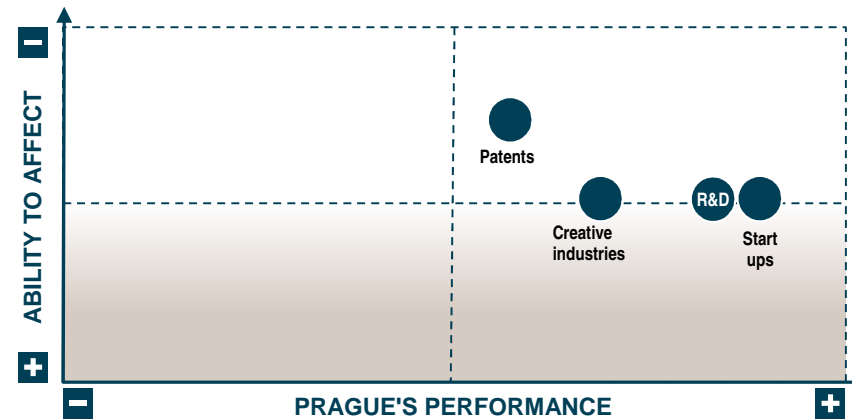 −
ABILITY TO AFFECT
+
Patents
Creative
industries
R&D
Start
ups
−
PRAGUE'S PERFORMANCE
+